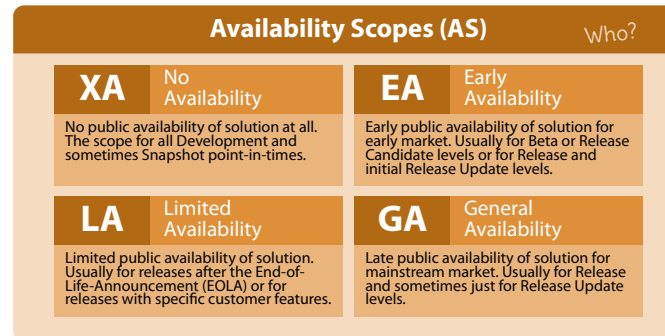 Availability Scopes (AS)
Who?
XA
No
Availability
No public availability of solution at all.
The scope for all Development and
sometimes Snapshot point-in-times.
EA
Early
Availability
Early public availability of solution for
early market. Usually for Beta or Release
Candidate levels or for Release and
initial Release Update levels.
LA
Limited
Availability
Limited public availability of solution.
Usually for releases after the End-of-
Life-Announcement (EOLA) or for
releases with specific customer features.
GA
General
Availability
Late public availability of solution for
mainstream market. Usually for Release
and sometimes just for Release Update
levels.